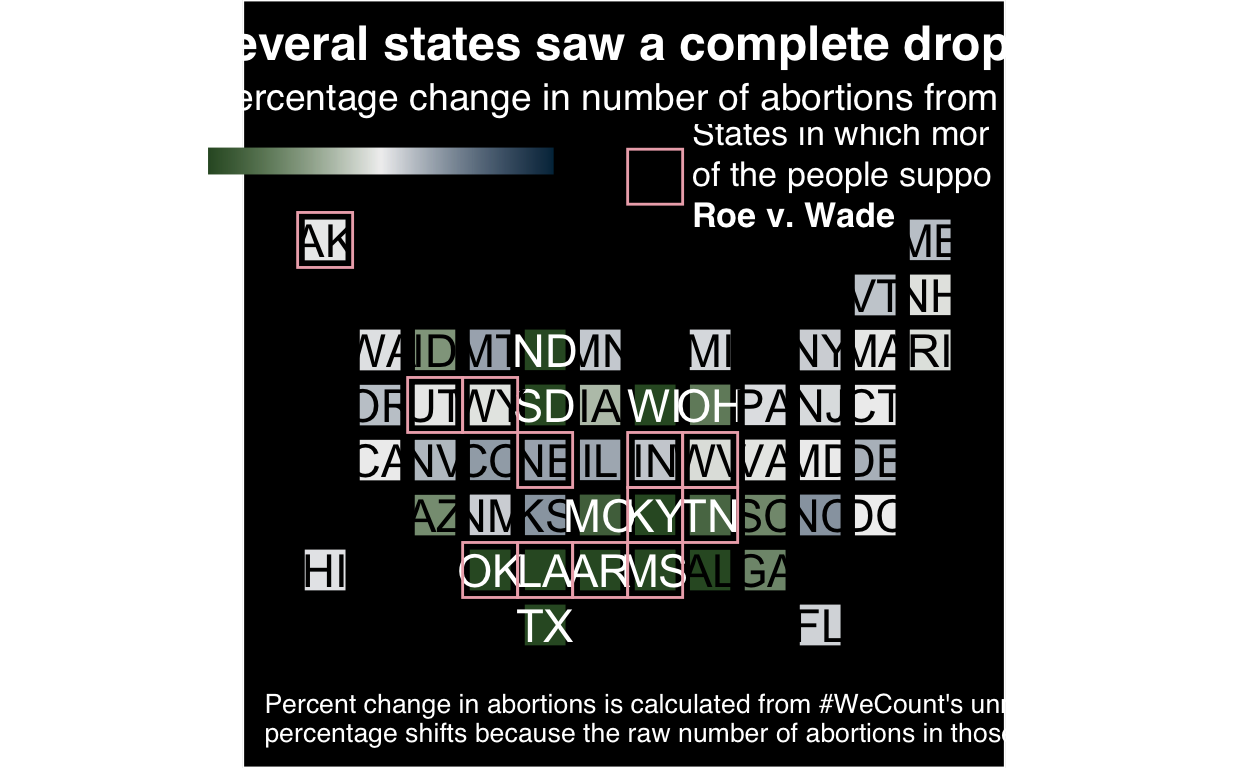 everal states saw a complete drop
ercentage change in number of abortions from
States in which mor
of the people suppo
Roe v. Wade
AK ME
VT NH
WA ID MT ND MN MI NY MA RI
OR UT WY SD IA WI OH PA NJ CT
CA NV CO NE IL IN WV VA MD DE
AZ NM KS MO KY TN SC NC DC
HI OK LA AR MS AL GA
TX FL
Percent change in abortions is calculated from #WeCount's unr
percentage shifts because the raw number of abortions in those